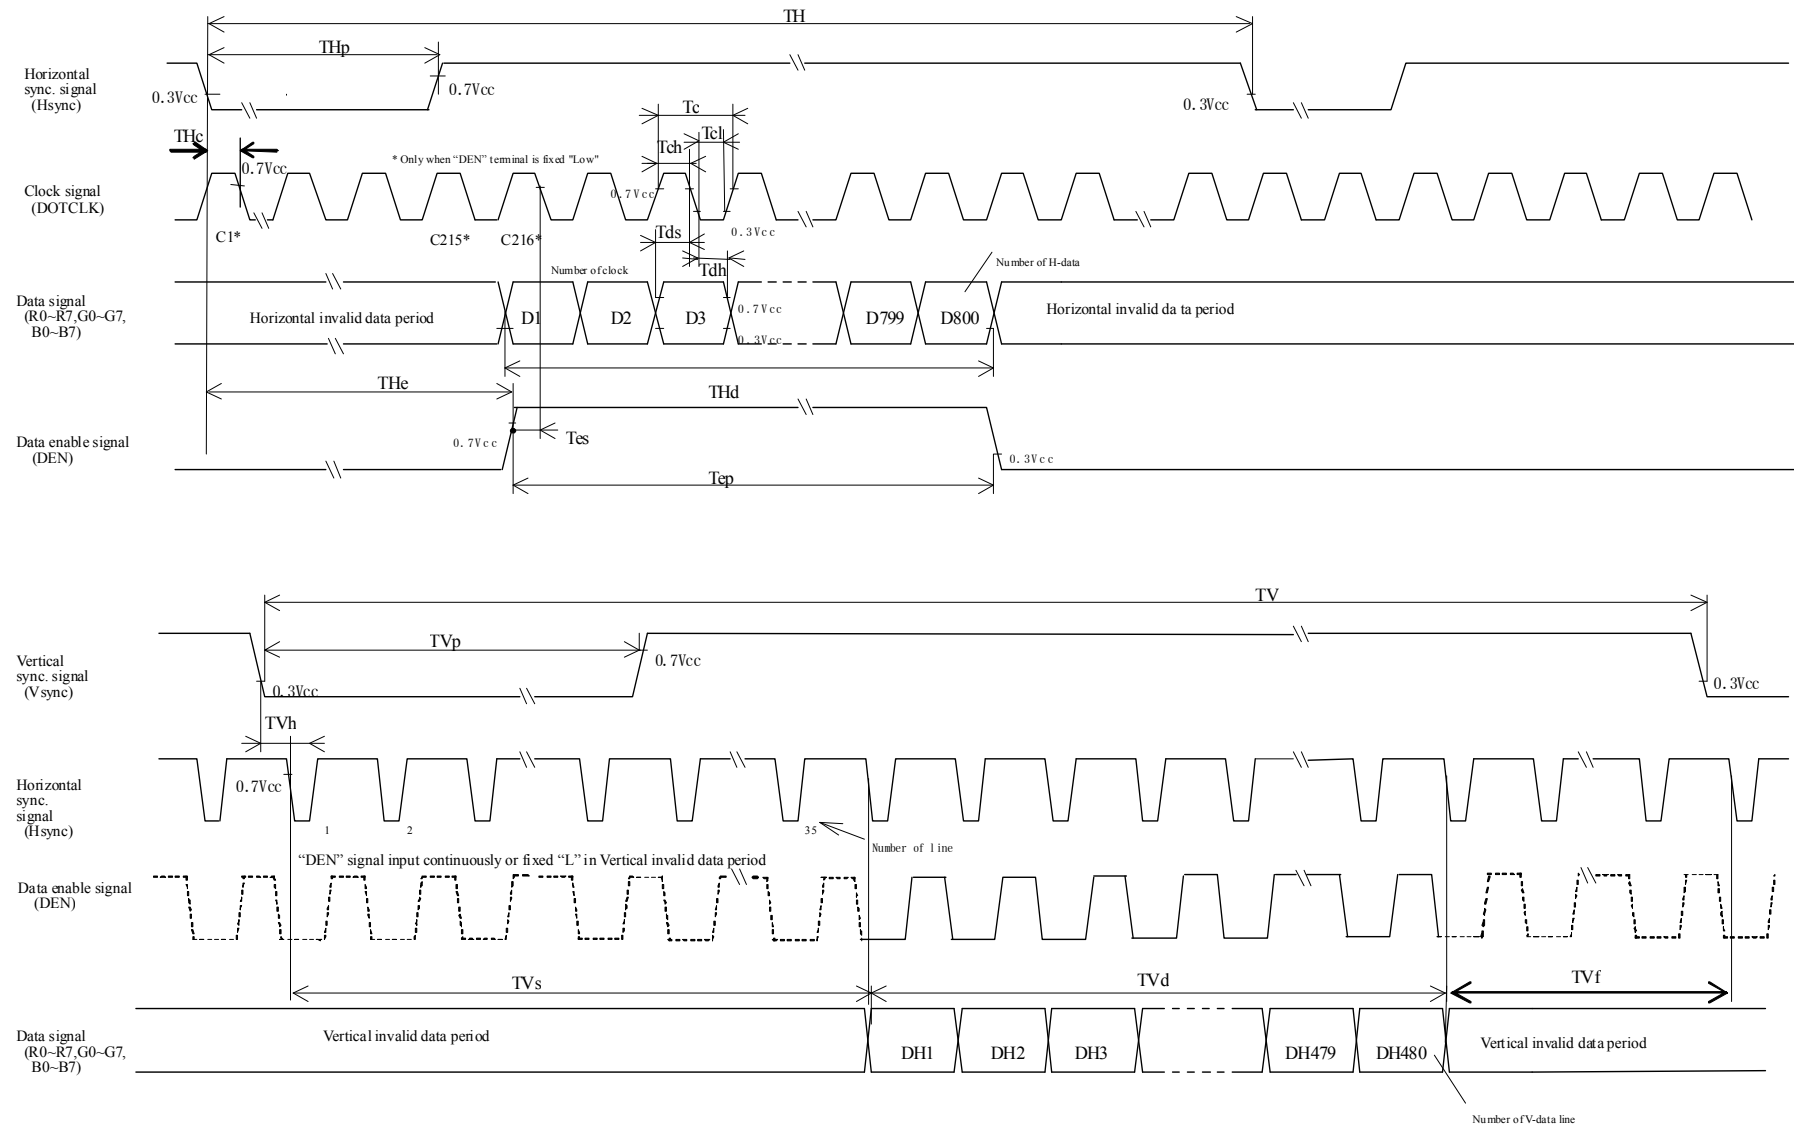 TH
THp
Horizontal
sync. signal
(Hsync)
0.3Vcc
0.7Vcc
0.3Vcc
THc
0.7Vcc
* Only when “DEN” terminal is fixed "Low"
Tc
Tcl
Tch
Clock signal
(DOTCLK)
0.7Vcc
C1*
C215*
C216*
0.3Vcc
Tds
Tdh
Number of clock
Number of H-data
Data signal
(R0~R7,G0~G7,
B0~B7)
Horizontal invalid data period
D1
D2
D3
0.7Vcc
0.3Vcc
D799
D800
Horizontal invalid da ta period
THe
THd
Data enable signal
(DEN)
0.7Vcc
Tes
0.3Vcc
Tep
TV
TVp
Vertical
sync. signal
(Vsync)
0.3Vcc
0.7Vcc
0.3Vcc
TVh
Horizontal
sync.
signal
(Hsync)
0.7Vcc
1
2
35
Number of line
“DEN” signal input continuously or fixed “L” in Vertical invalid data period
Data enable signal
(DEN)
TVs
TVd
TVf
Data signal
(R0~R7,G0~G7,
B0~B7)
Vertical invalid data period
DH1
DH2
DH3
DH479
DH480
Vertical invalid data period
Number of V-data line